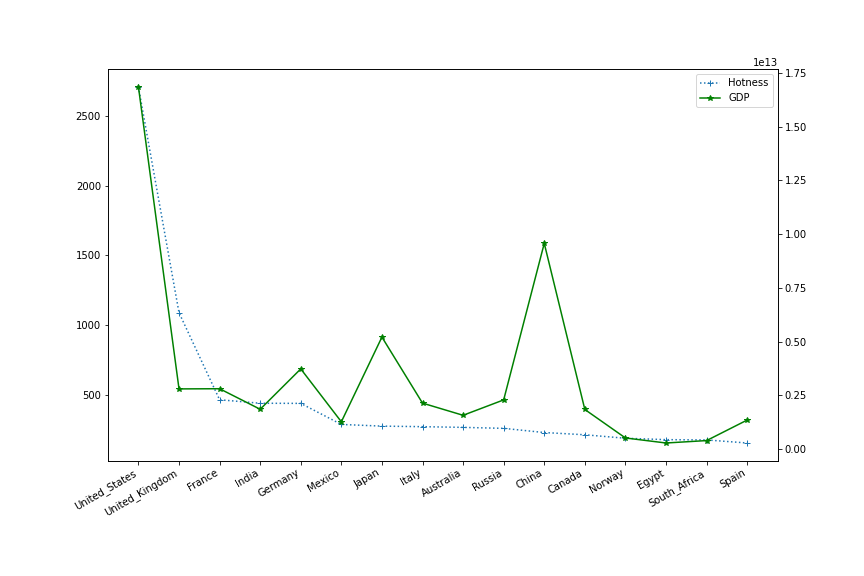 1e13
Hotness
GDP
2500
2000
1500
1000
500
1.75
1.50
1.25
1.00
0.75
0.50
0.25
0.00
United_States
United_Kingdom
France
India
Germany
Mexico
Japan
Italy
Australia
Russia
China
Canada
Norway
Egypt
South_Africa
Spain